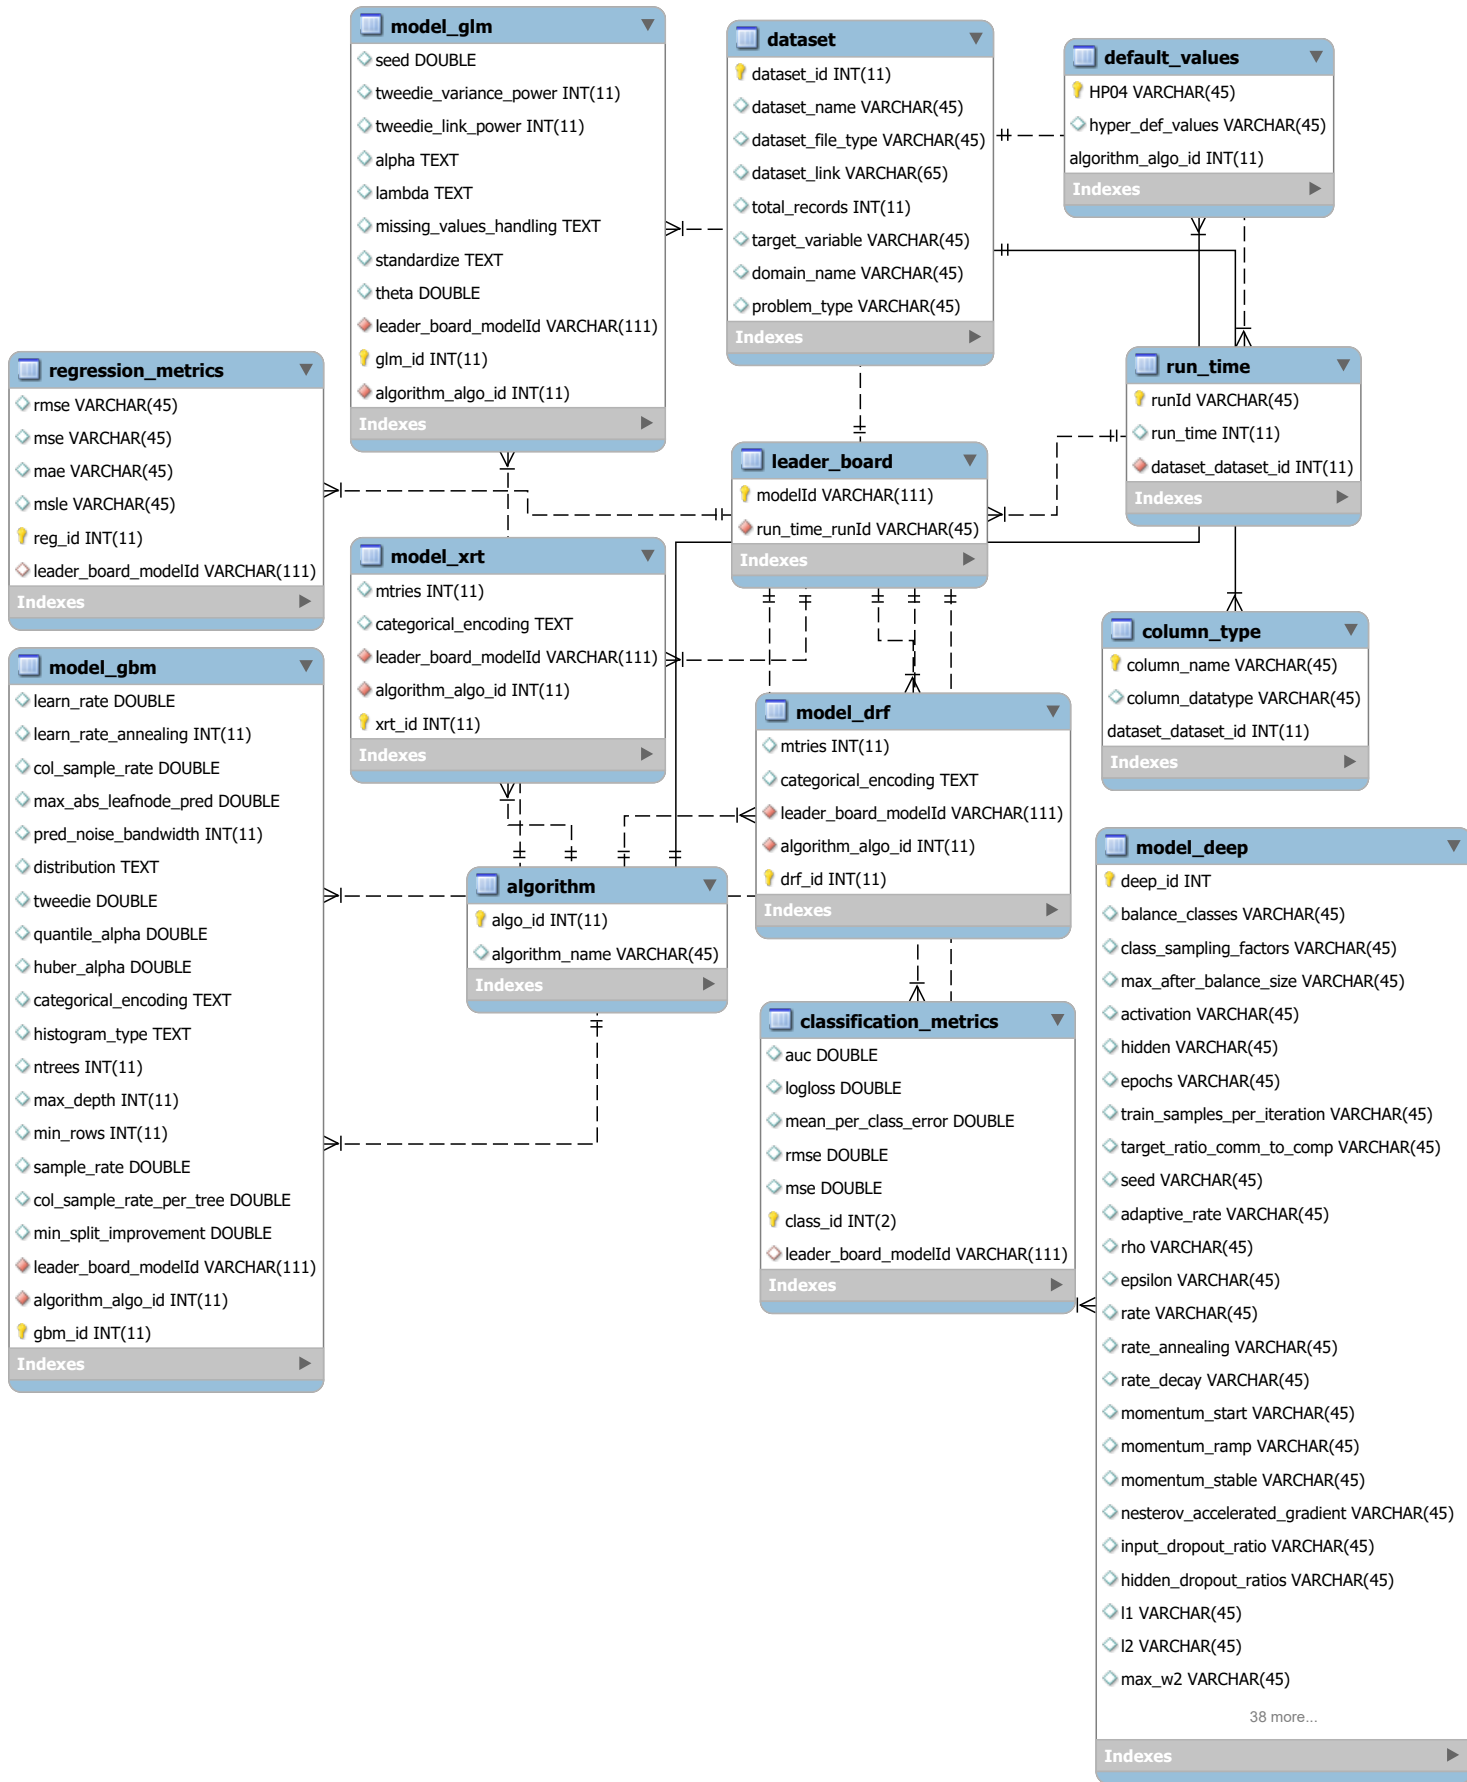 model_glm
seed DOUBLE
tweedie_variance_power INT(11)
tweedie_link_power INT(11)
alpha TEXT
lambda TEXT
missing_values_handling TEXT
standardize TEXT
theta DOUBLE
leader_board_modelId VARCHAR(111)
glm_id INT(11)
algorithm_algo_id INT(11)
Indexes
dataset
dataset_id INT(11)
dataset_name VARCHAR(45)
dataset_file_type VARCHAR(45)
dataset_link VARCHAR(65)
total_records INT(11)
target_variable VARCHAR(45)
domain_name VARCHAR(45)
problem_type VARCHAR(45)
Indexes
default_values
HP04 VARCHAR(45)
hyper_def_values VARCHAR(45)
algorithm_algo_id INT(11)
Indexes
regression_metrics
rmse VARCHAR(45)
mse VARCHAR(45)
mae VARCHAR(45)
msle VARCHAR(45)
reg_id INT(11)
leader_board_modelId VARCHAR(111)
Indexes
run_time
runId VARCHAR(45)
run_time INT(11)
dataset_dataset_id INT(11)
Indexes
leader_board
modelId VARCHAR(111)
run_time_runId VARCHAR(45)
Indexes
model_xrt
mtries INT(11)
categorical_encoding TEXT
leader_board_modelId VARCHAR(111)
algorithm_algo_id INT(11)
xrt_id INT(11)
Indexes
column_type
column_name VARCHAR(45)
column_datatype VARCHAR(45)
dataset_dataset_id INT(11)
Indexes
model_gbm
learn_rate DOUBLE
learn_rate_annealing INT(11)
col_sample_rate DOUBLE
max_abs_leafnode_pred DOUBLE
pred_noise_bandwidth INT(11)
distribution TEXT
tweedie DOUBLE
quantile_alpha DOUBLE
huber_alpha DOUBLE
categorical_encoding TEXT
histogram_type TEXT
ntrees INT(11)
max_depth INT(11)
min_rows INT(11)
sample_rate DOUBLE
col_sample_rate_per_tree DOUBLE
min_split_improvement DOUBLE
leader_board_modelId VARCHAR(111)
algorithm_algo_id INT(11)
gbm_id INT(11)
Indexes
model_drf
mtries INT(11)
categorical_encoding TEXT
leader_board_modelId VARCHAR(111)
algorithm_algo_id INT(11)
drf_id INT(11)
Indexes
algorithm
algo_id INT(11)
algorithm_name VARCHAR(45)
Indexes
classification_metrics
auc DOUBLE
logloss DOUBLE
mean_per_class_error DOUBLE
rmse DOUBLE
mse DOUBLE
class_id INT(2)
leader_board_modelId VARCHAR(111)
Indexes
model_deep
deep_id INT
balance_classes VARCHAR(45)
class_sampling_factors VARCHAR(45)
max_after_balance_size VARCHAR(45)
activation VARCHAR(45)
hidden VARCHAR(45)
epochs VARCHAR(45)
train_samples_per_iteration VARCHAR(45)
target_ratio_comm_to_comp VARCHAR(45)
seed VARCHAR(45)
adaptive_rate VARCHAR(45)
rho VARCHAR(45)
epsilon VARCHAR(45)
rate VARCHAR(45)
rate_annealing VARCHAR(45)
rate_decay VARCHAR(45)
momentum_start VARCHAR(45)
momentum_ramp VARCHAR(45)
momentum_stable VARCHAR(45)
nesterov_accelerated_gradient VARCHAR(45)
input_dropout_ratio VARCHAR(45)
hidden_dropout_ratios VARCHAR(45)
l1 VARCHAR(45)
l2 VARCHAR(45)
max_w2 VARCHAR(45)
38 more...
Indexes